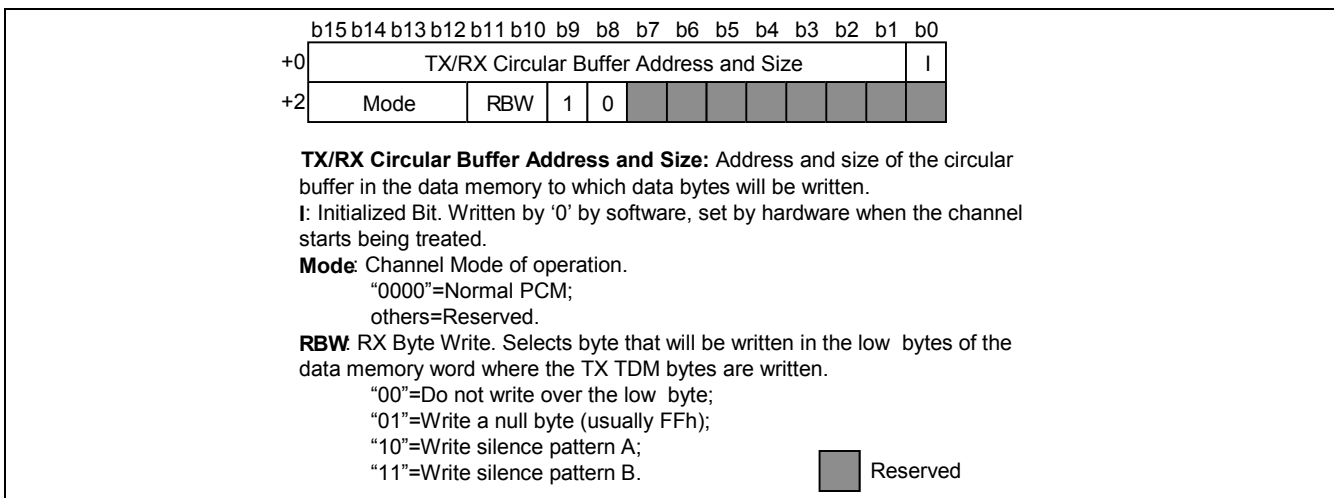 b15 b14 b13 b12 b11 b10 b9 b8 b7 b6 b5 b4 b3 b2 b1 b0
+0 TX/RX Circular Buffer Address and Size I
+2 Mode RBW 1 0
TX/RX Circular Buffer Address and Size: Address and size of the circular
buffer in the data memory to which data bytes will be written.
I: Initialized Bit. Written by ‘0’ by software, set by hardware when the channel
starts being treated.
Mode: Channel Mode of operation.
“0000”=Normal PCM;
others=Reserved.
RBW: RX Byte Write. Selects byte that will be written in the low bytes of the
data memory word where the TX TDM bytes are written.
“00”=Do not write over the low byte;
“01”=Write a null byte (usually FFh);
“10”=Write silence pattern A;
“11”=Write silence pattern B.
Reserved